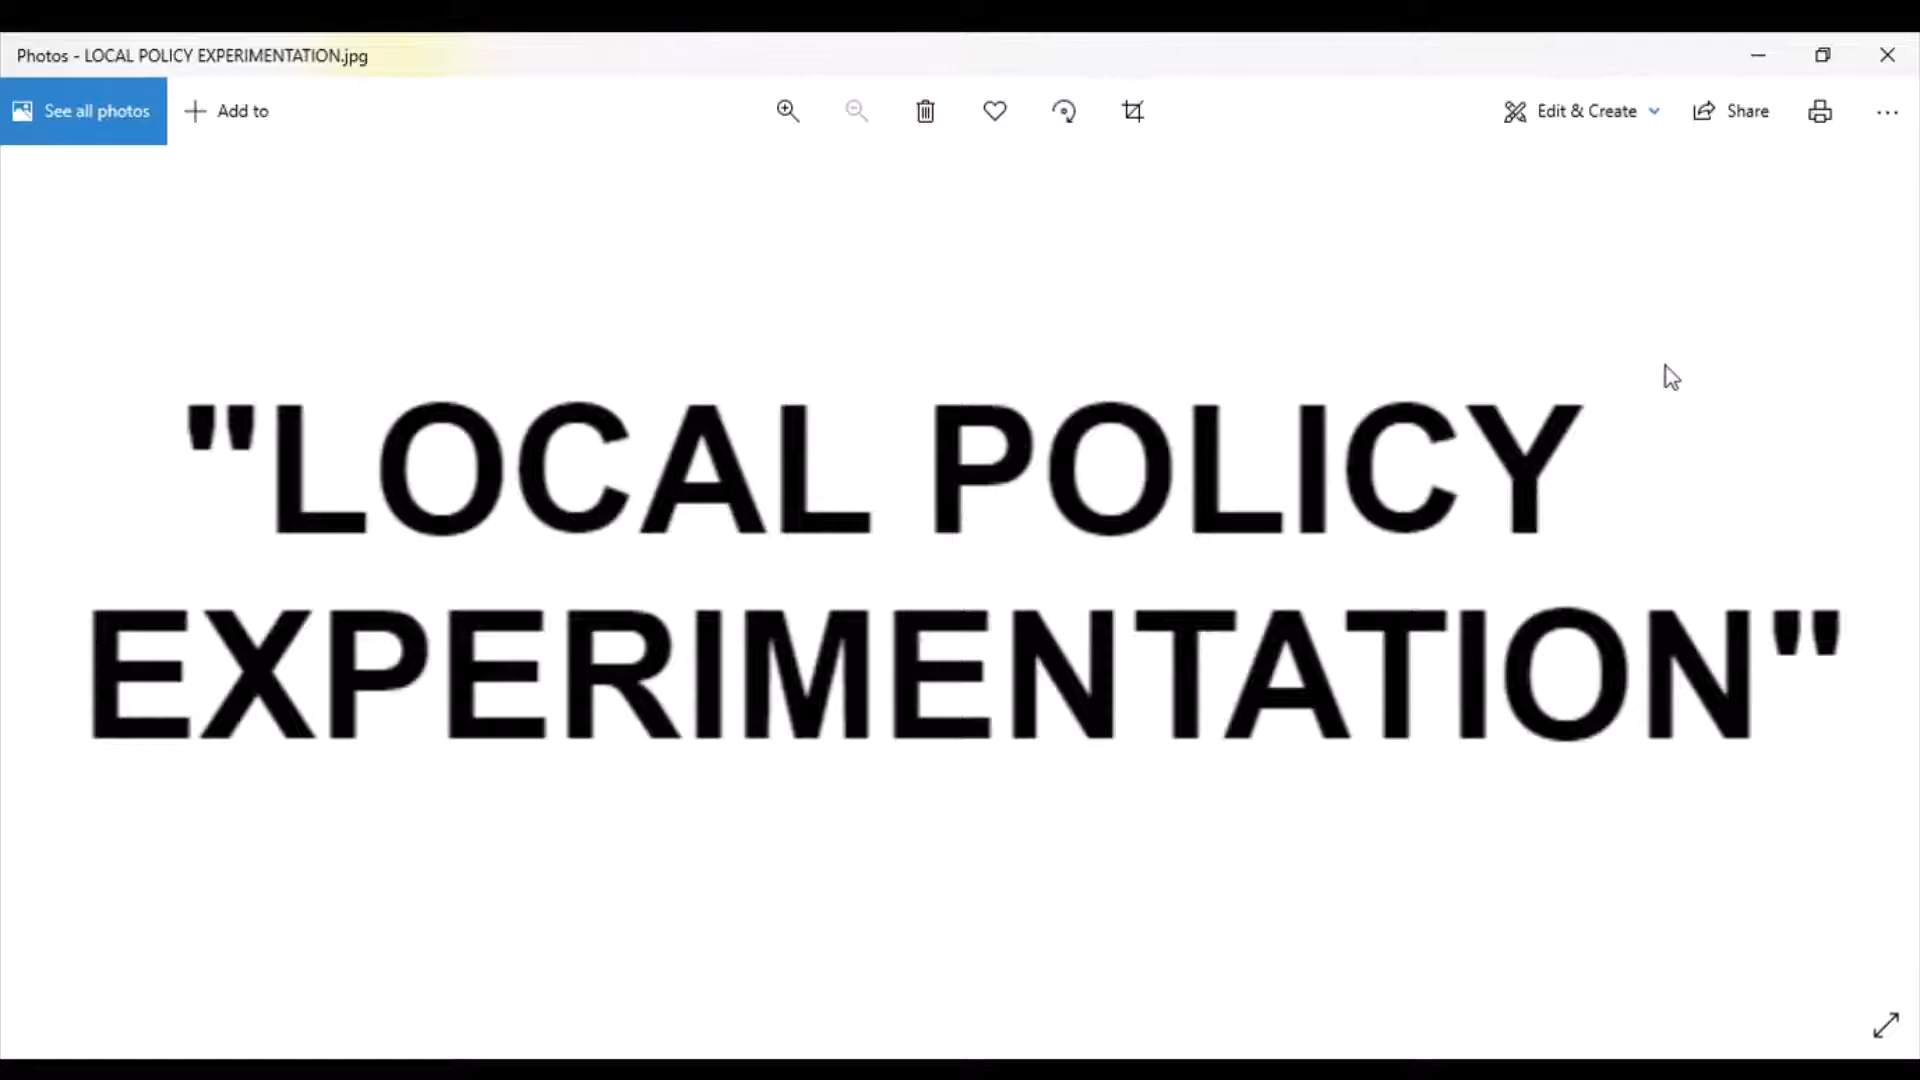 Photos - LOCAL POLICY EXPERIMENTATION.jpg
See all photos
Add to
Edit & Create
Share
"LOCAL POLICY
EXPERIMENTATION"